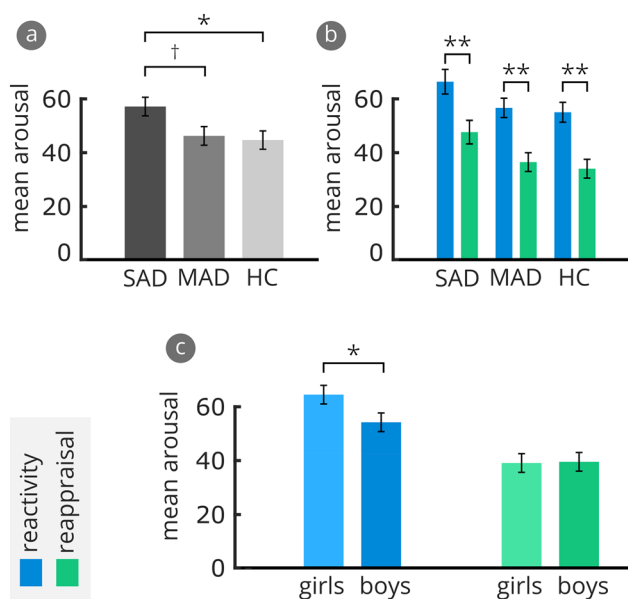 a
*
†
mean arousal
60
40
20
0
SAD MAD HC
b
** ** **
mean arousal
60
40
20
0
SAD MAD HC
c
*
mean arousal
60
40
20
0
girls boys girls boys
reactivity
reappraisal